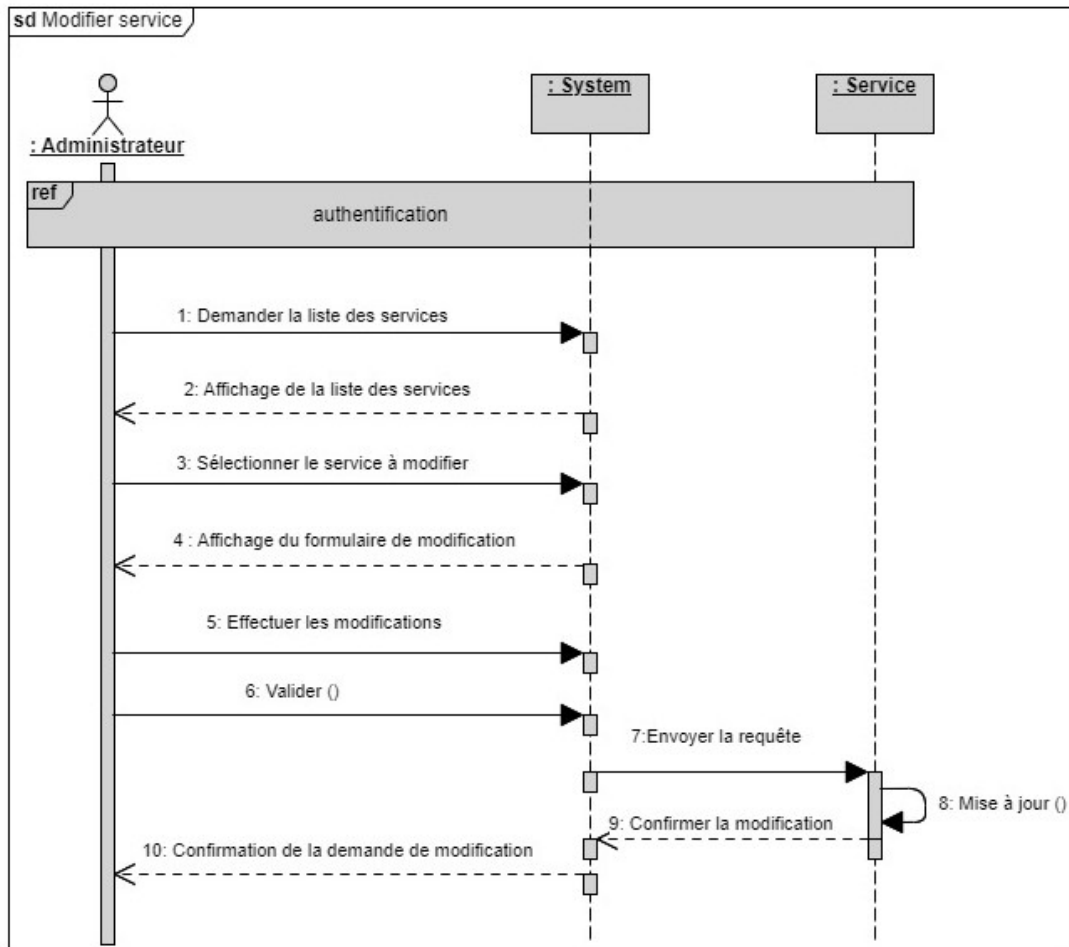 sd Modifier service
: Administrateur
: System
: Service
ref
authentification
1: Demander la liste des services
2: Affichage de la liste des services
3: Sélectionner le service à modifier
4 : Affichage du formulaire de modification
5: Effectuer les modifications
6: Valider ()
7:Envoyer la requête
8: Mise à jour ()
9: Confirmer la modification
10: Confirmation de la demande de modification